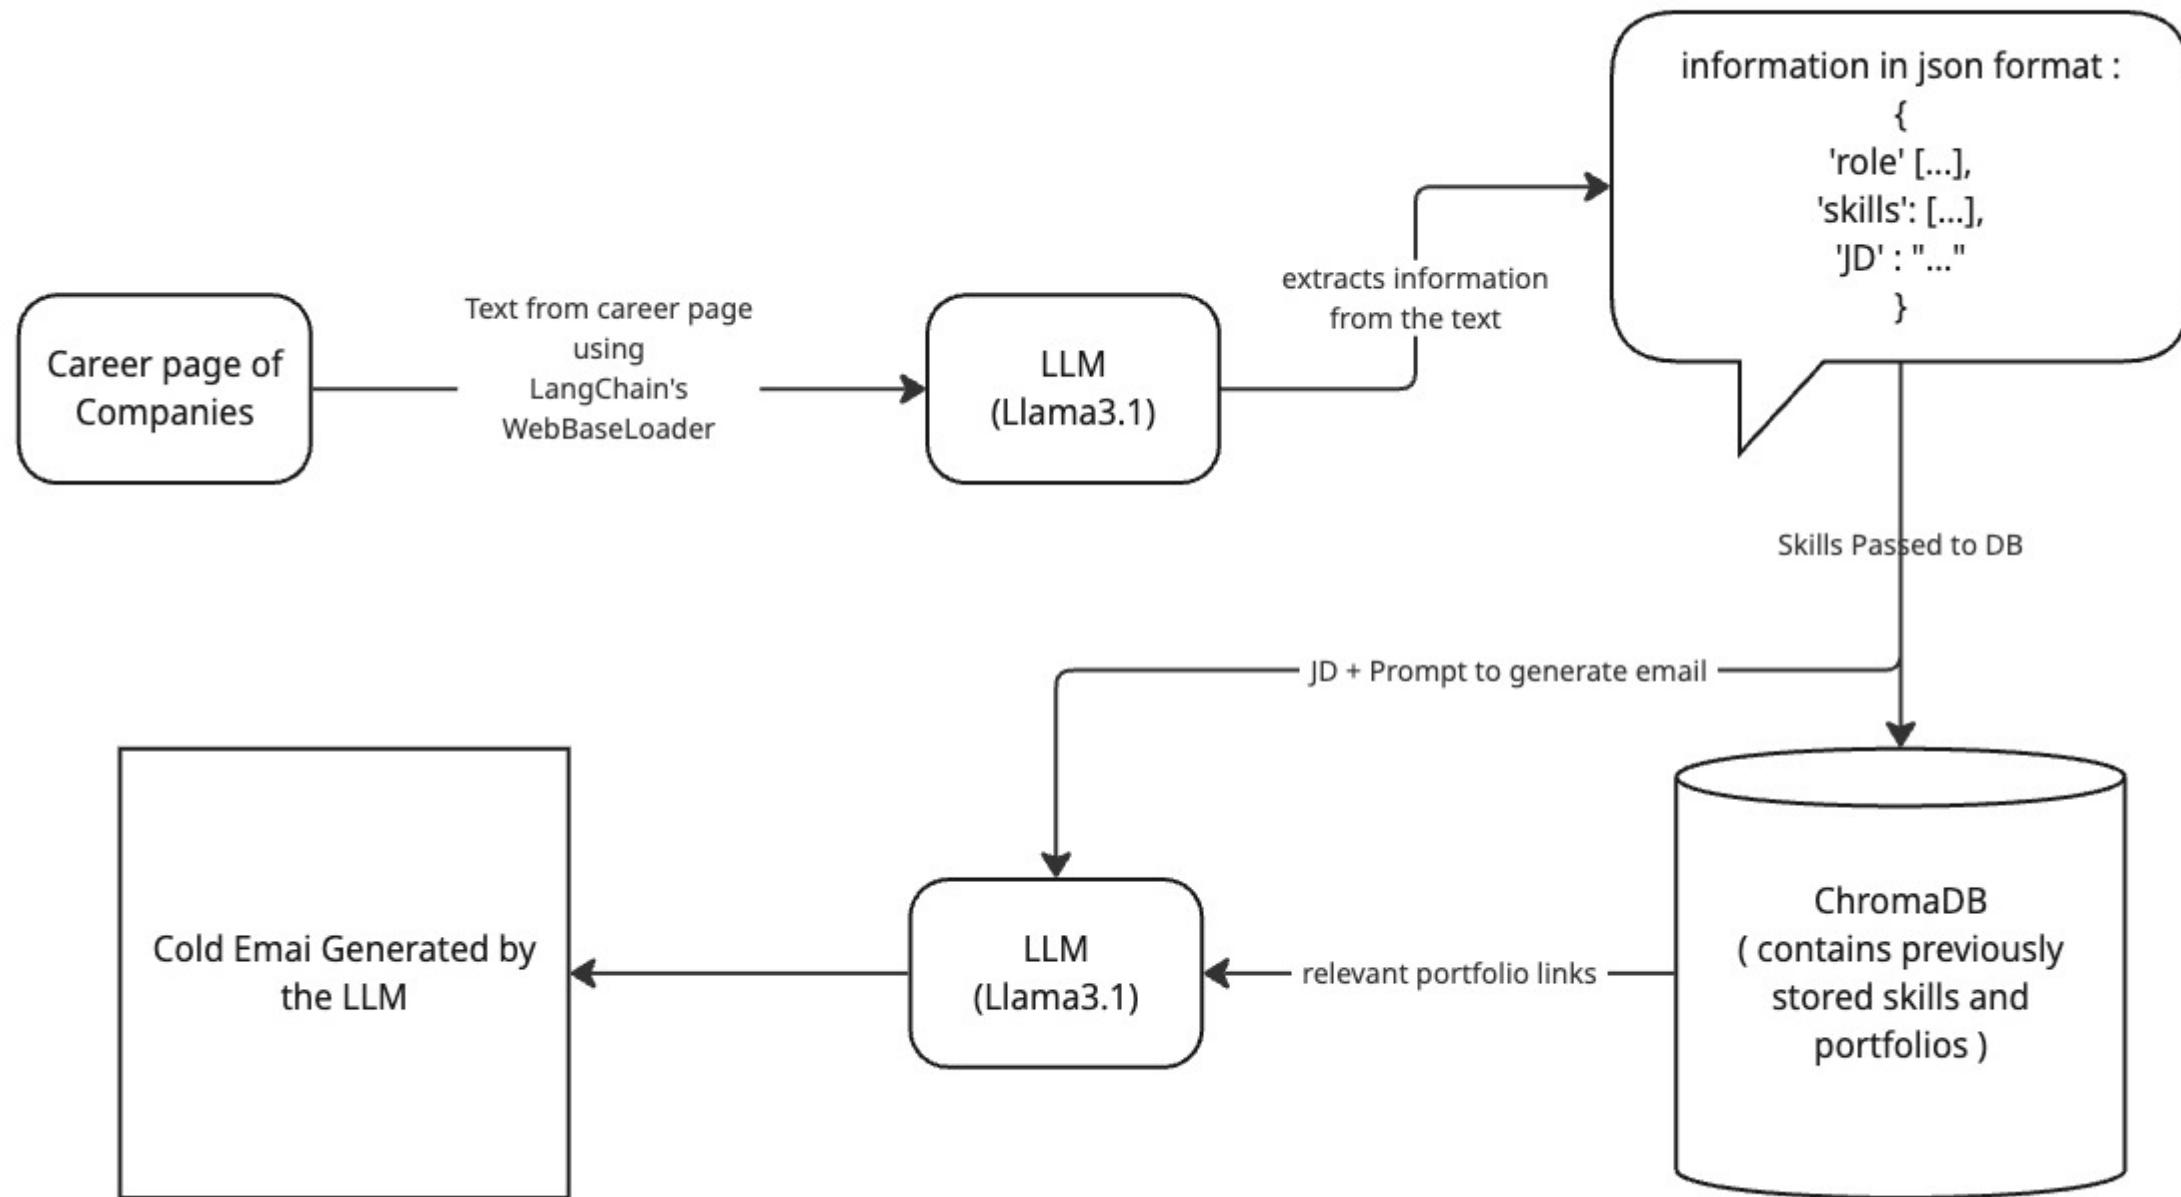 Career page of
Companies
Text from career page
using
LangChain's
WebBaseLoader
LLM
(Llama3.1)
extracts information
from the text
information in json format :
{
'role' [...],
'skills': [...],
'JD' : "..."
}
Skills Passed to DB
JD + Prompt to generate email
ChromaDB
( contains previously
stored skills and
portfolios )
relevant portfolio links
LLM
(Llama3.1)
Cold Emai Generated by
the LLM